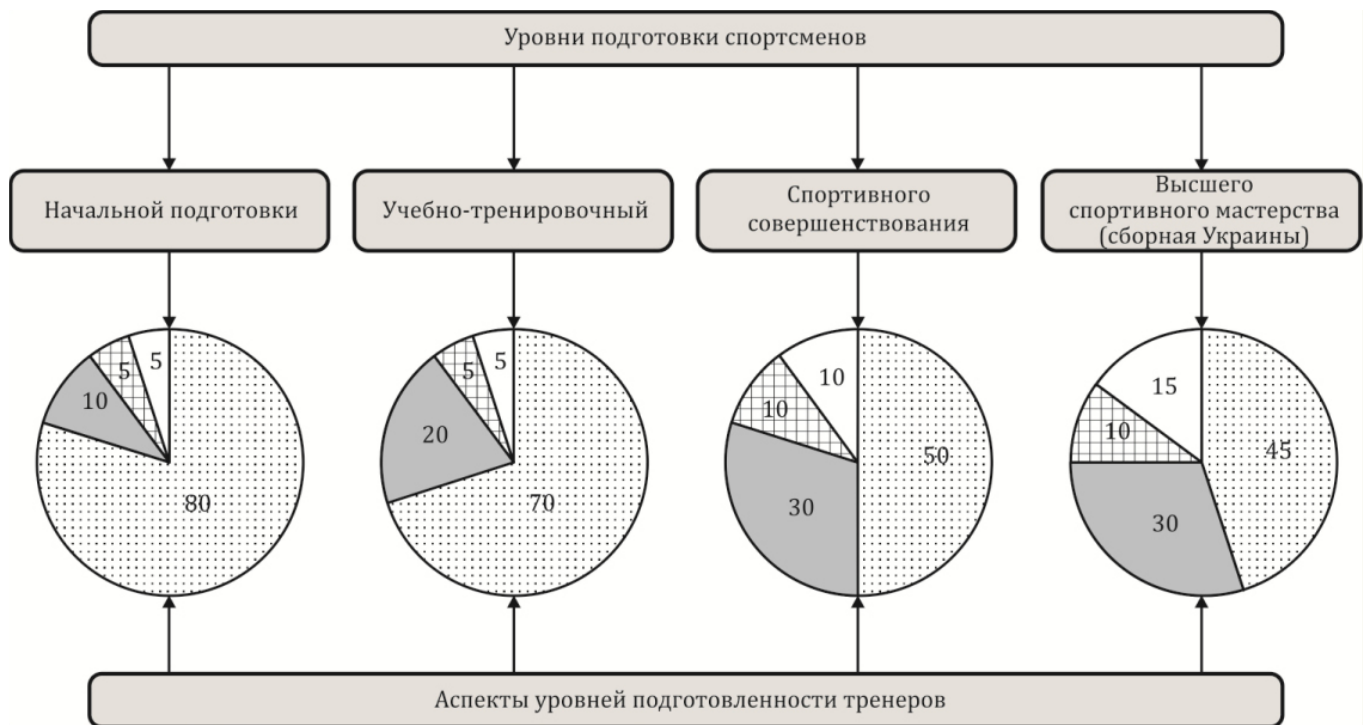 Уровни подготовки спортсменов
Начальной подготовки
Учебно-тренировочный
Спортивного
совершенствования
Высшего
спортивного мастерства
(сборная Украины)
5
5
10
80
5
5
20
70
10
10
30
50
15
10
30
45
Аспекты уровней подготовленности тренеров